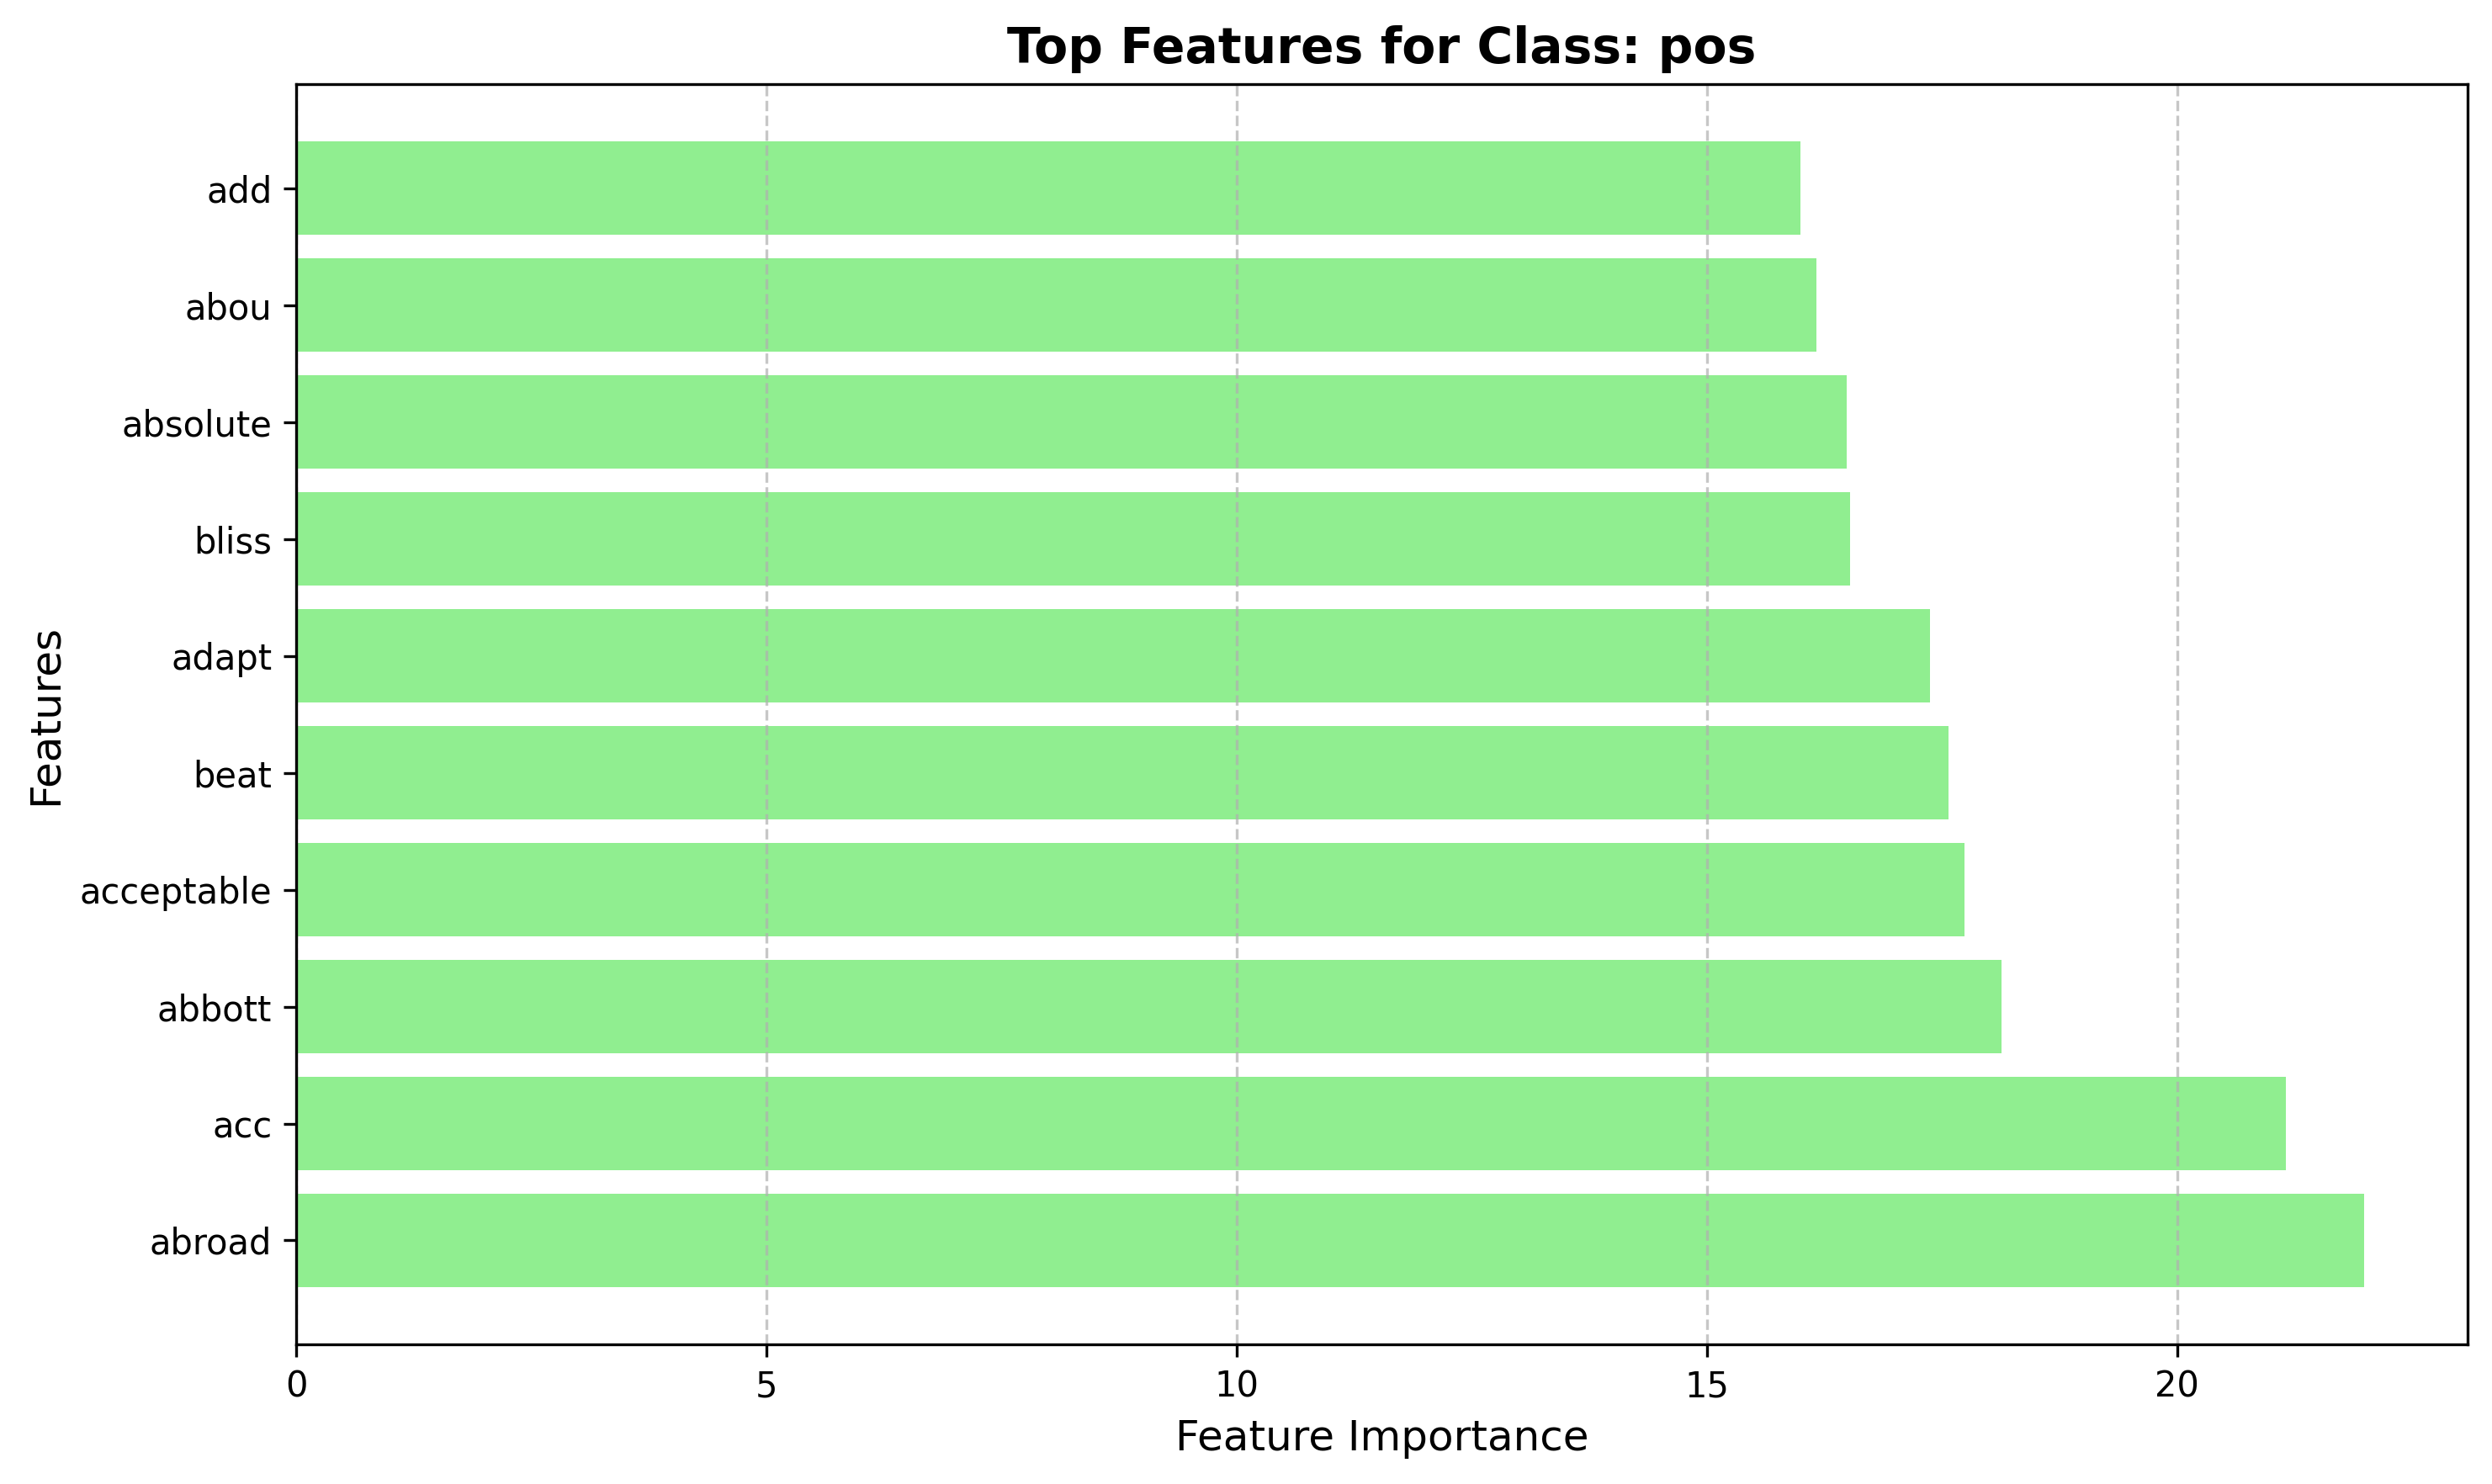 Top Features for Class: pos
add
abou
absolute
bliss
adapt
beat
acceptable
abbott
acc
abroad
Features
0 5 10 15 20
Feature Importance